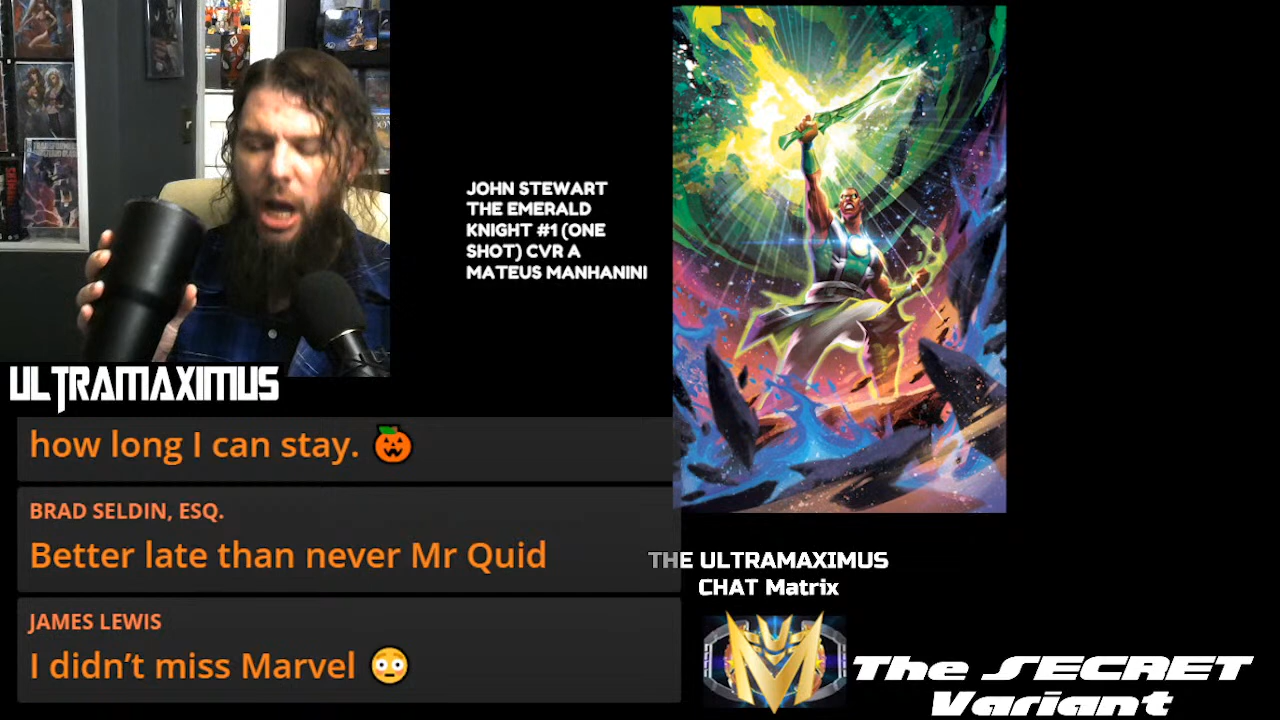 JOHN STEWART
THE EMERALD
KNIGHT #1 (ONE
SHOT) CVR A
MATEUS MANHANINI
ULTRAMAXIMUS
how long I can stay. 🎃
BRAD SELDIN, ESQ.
Better late than never Mr Quid
JAMES LEWIS
I didn't miss Marvel 😳
THE ULTRAMAXIMUS
CHAT Matrix
The SECRET
Variant